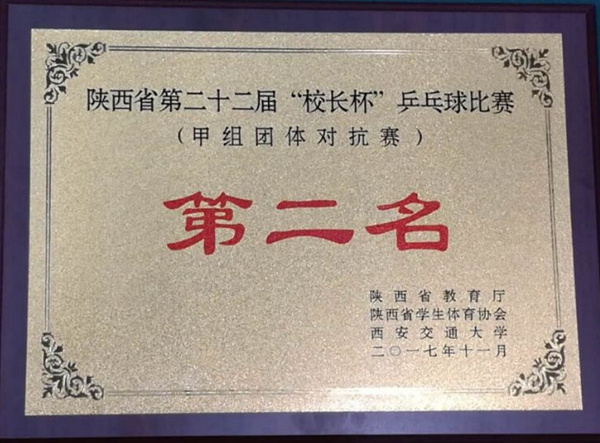 陕西省第二十二届“校长杯”乒乓球比赛
（甲组团体对抗赛）
第二名
陕西省教育厅
陕西省学生体育协会
西安交通大学
二〇一七年十一月